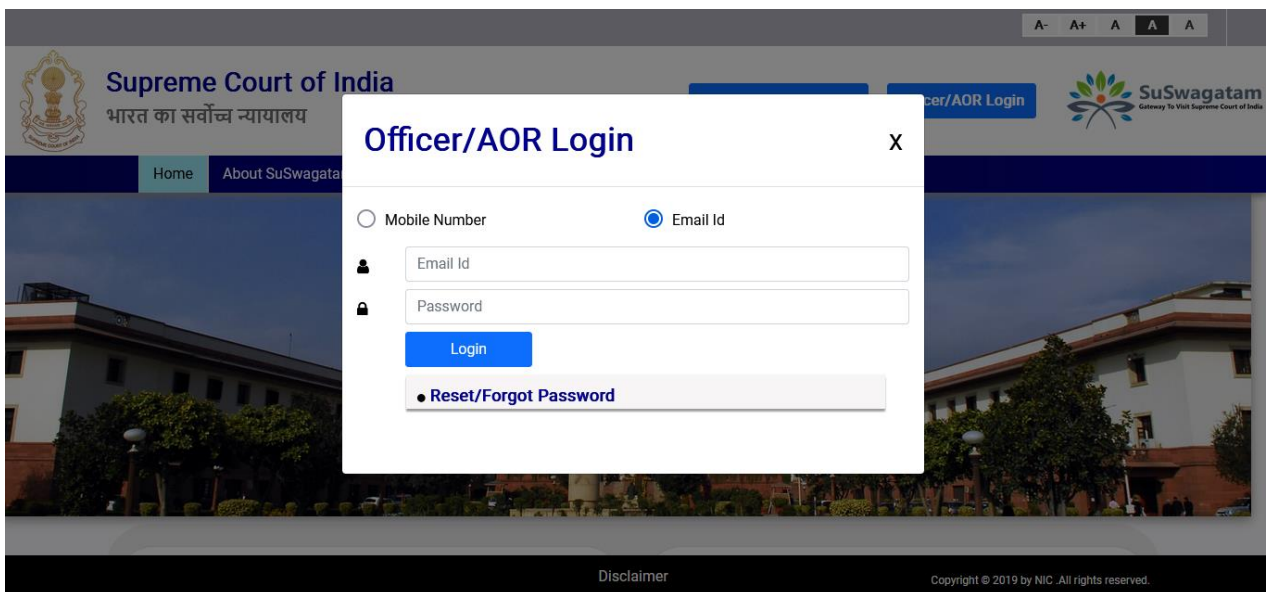 A- A+ A A A
Supreme Court of India
भारत का सर्वोच्च न्यायालय
cer/AOR Login
SuSwagatam
Gateway To Visit Supreme Court of India
Home About SuSwagata
Officer/AOR Login X
Mobile Number Email Id
Email Id
Password
Login
Reset/Forgot Password
Disclaimer
Copyright © 2019 by NIC .All rights reserved.